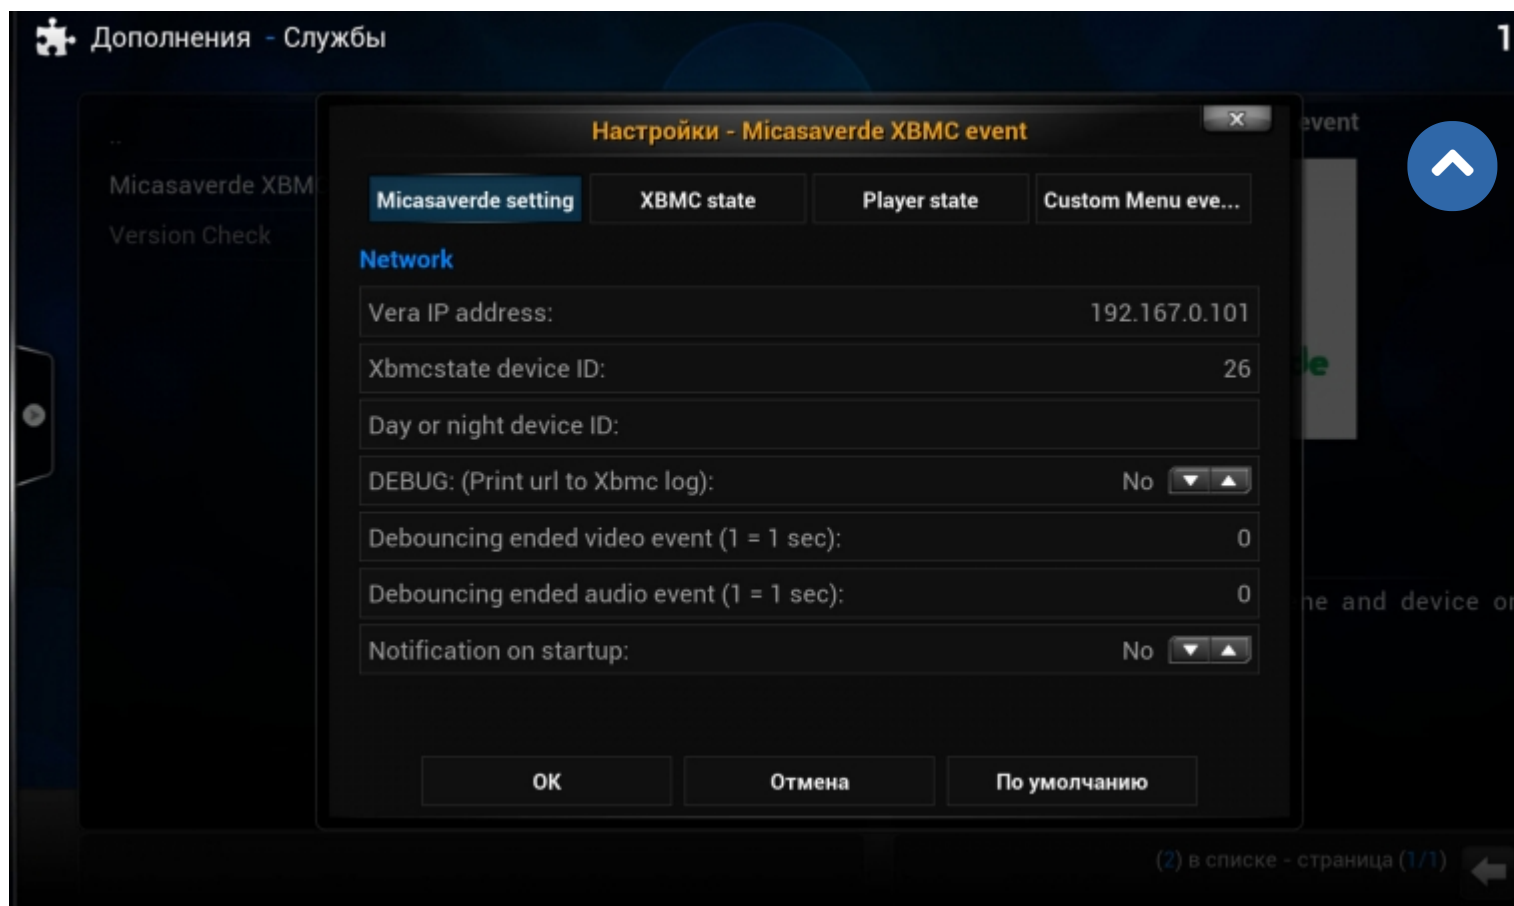 Дополнения - Службы
1
Настройки - Micasaverde XBMC event
event
..
Micasaverde XBM
Version Check
Micasaverde setting
XBMC state
Player state
Custom Menu eve...
Network
Vera IP address: 192.167.0.101
Xbmcstate device ID: 26
de
Day or night device ID:
DEBUG: (Print url to Xbmc log): No
Debouncing ended video event (1 = 1 sec): 0
Debouncing ended audio event (1 = 1 sec): 0
and device
Notification on startup: No
OK
Отмена
По умолчанию
(2) в списке - страница (1/1)